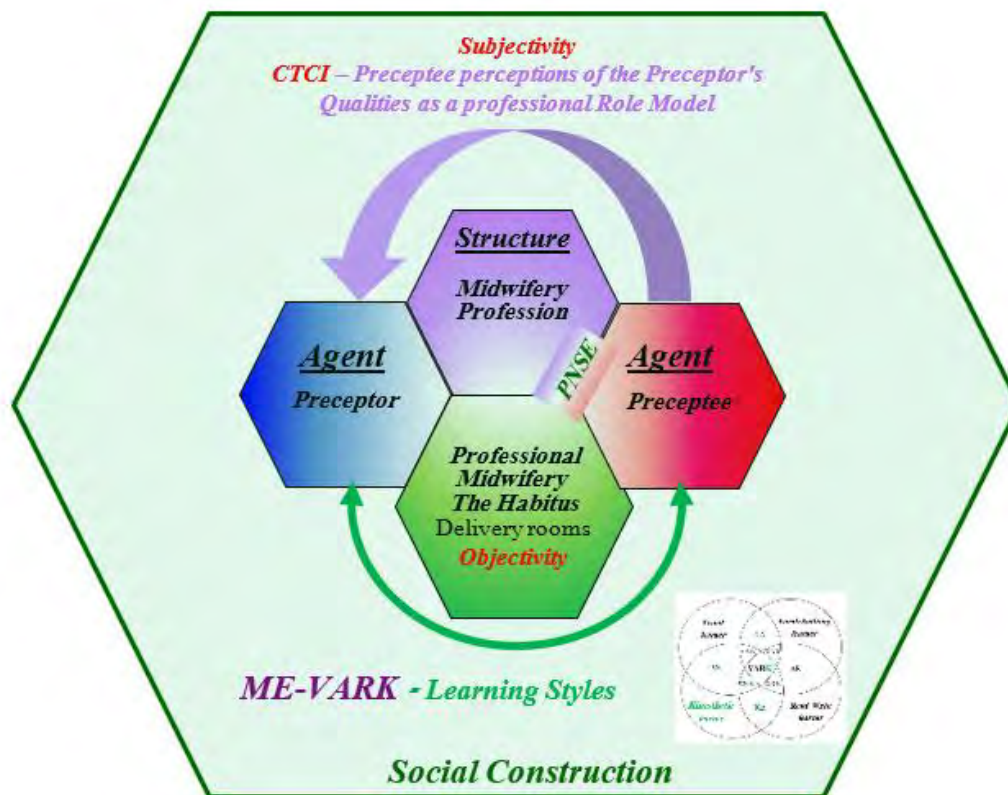 Subjectivity
CTCI – Preceptee perceptions of the Preceptor's
Qualities as a professional Role Model
Structure
Midwifery
Profession
Agent
Preceptor
PNSE
Agent
Preceptee
Professional
Midwifery
The Habitus
Delivery rooms
Objectivity
ME-VARK - Learning Styles
learner
learner
VARK
Kinesthetic
learner
Read Write
learner
Social Construction